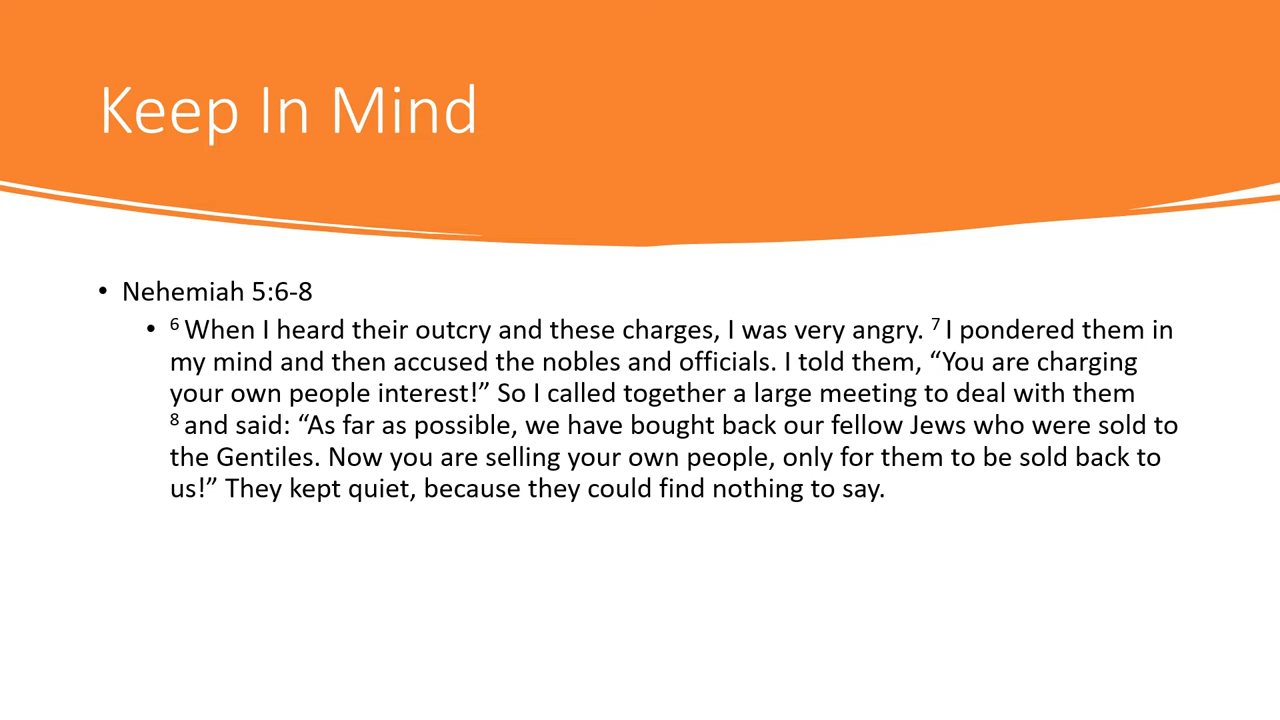 Keep In Mind
• Nehemiah 5:6-8
• 6 When I heard their outcry and these charges, I was very angry. 7 I pondered them in
my mind and then accused the nobles and officials. I told them, “You are charging
your own people interest!” So I called together a large meeting to deal with them
8 and said: “As far as possible, we have bought back our fellow Jews who were sold to
the Gentiles. Now you are selling your own people, only for them to be sold back to
us!” They kept quiet, because they could find nothing to say.